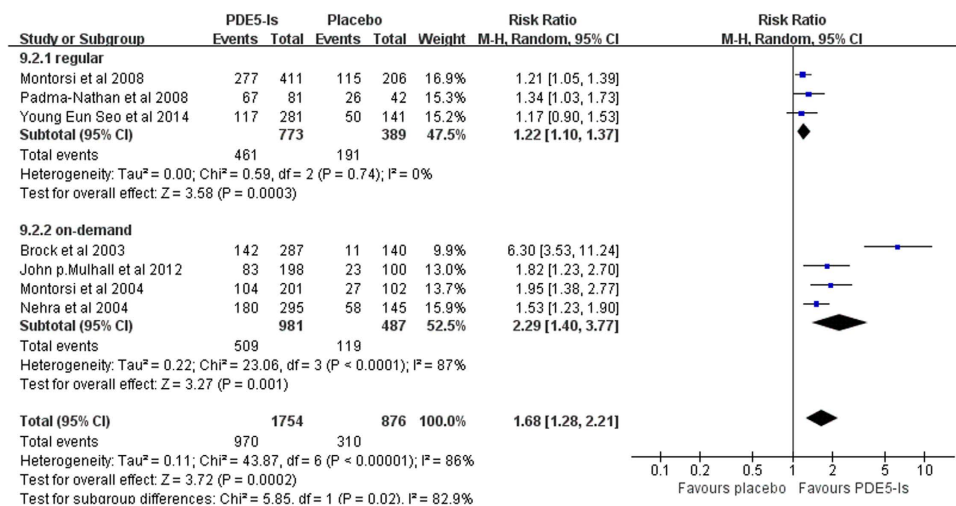 PDE5-Is Placebo Risk Ratio Risk Ratio
Study or Subgroup Events Total Events Total Weight M-H, Random, 95% CI M-H, Random, 95% CI
9.2.1 regular
Montorsi et al 2008 277 411 115 206 16.9% 1.21 [1.05, 1.39]
Padma-Nathan et al 2008 67 81 26 42 15.3% 1.34 [1.03, 1.73]
Young Eun Seo et al 2014 117 281 50 141 15.2% 1.17 [0.90, 1.53]
Subtotal (95% CI) 773 389 47.5% 1.22 [1.10, 1.37]
Total events 461 191
Heterogeneity: Tau² = 0.00; Chi² = 0.59, df = 2 (P = 0.74); I² = 0%
Test for overall effect: Z = 3.58 (P = 0.0003)
9.2.2 on-demand
Brock et al 2003 142 287 11 140 9.9% 6.30 [3.53, 11.24]
John p.Mulhall et al 2012 83 198 23 100 13.0% 1.82 [1.23, 2.70]
Montorsi et al 2004 104 201 27 102 13.7% 1.95 [1.38, 2.77]
Nehra et al 2004 180 295 58 145 15.9% 1.53 [1.23, 1.90]
Subtotal (95% CI) 981 487 52.5% 2.29 [1.40, 3.77]
Total events 509 119
Heterogeneity: Tau² = 0.22; Chi² = 23.06, df = 3 (P < 0.0001); I² = 87%
Test for overall effect: Z = 3.27 (P = 0.001)
Total (95% CI) 1754 876 100.0% 1.68 [1.28, 2.21]
Total events 970 310
Heterogeneity: Tau² = 0.11; Chi² = 43.87, df = 6 (P < 0.00001); I² = 86%
Test for overall effect: Z = 3.72 (P = 0.0002)
Test for subgroup differences: Chi² = 5.85, df = 1 (P = 0.02), I² = 82.9%
0.1 0.2 0.5 1 2 5 10
Favours placebo Favours PDE5-Is